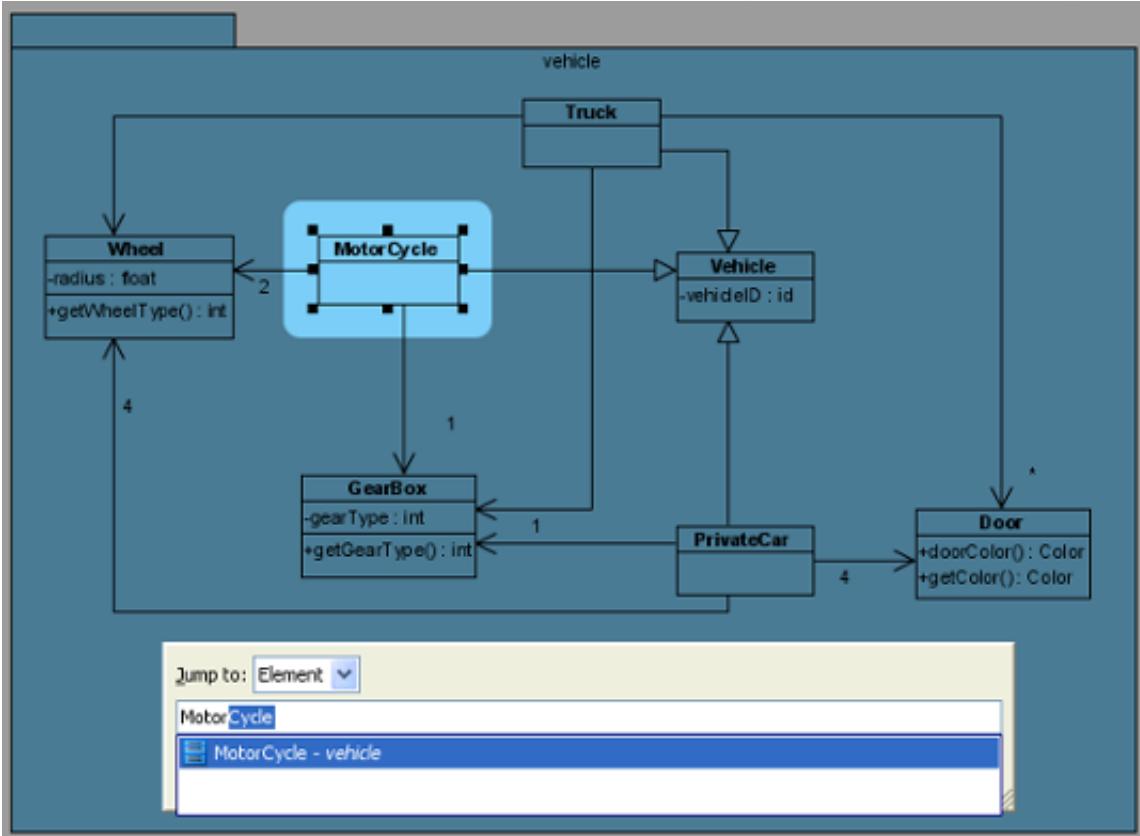 vehicle
Truck
Wheel
-radius : float
+getWheelType() : int
2
MotorCycle
Vehicle
-vehicleID : id
4
1
GearBox
-gearType : int
+getGearType() : int
1
PrivateCar
4
*
Door
+doorColor() : Color
+getColor() : Color
Jump to: Element
MotorCycle
MotorCycle - vehicle